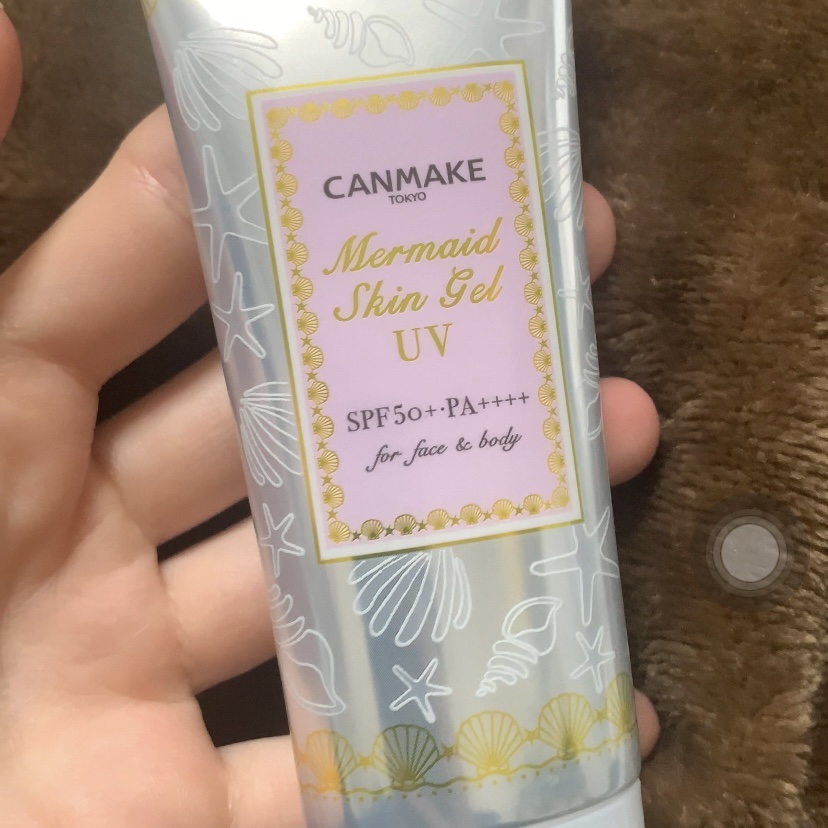 CANMAKE
TOKYO
Mermaid
Skin Gel
UV
SPF50+·PA++++
for face & body